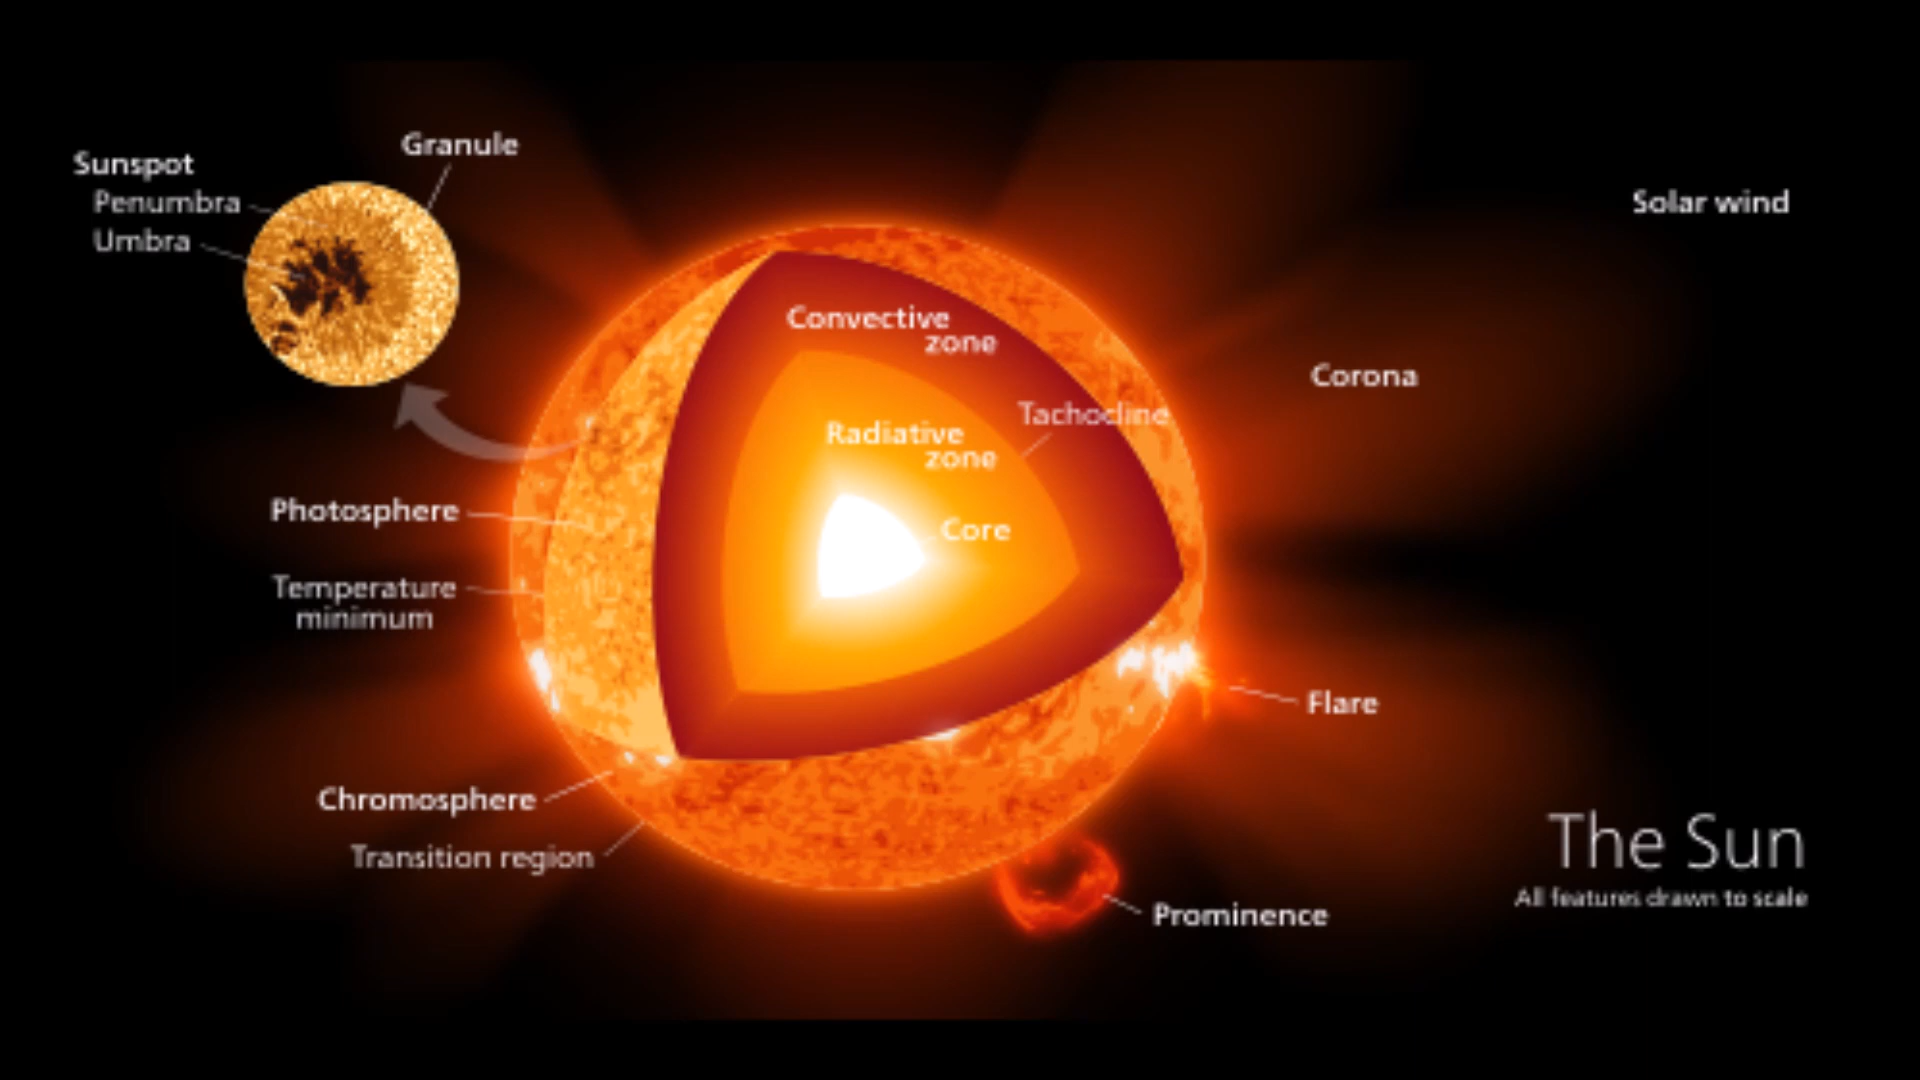 Granule
Sunspot
Penumbra
Umbra
Solar wind
Convective
zone
Corona
Tachocline
Radiative
zone
Photosphere
Core
Temperature
minimum
Flare
Chromosphere
Transition region
The Sun
All features drawn to scale
Prominence